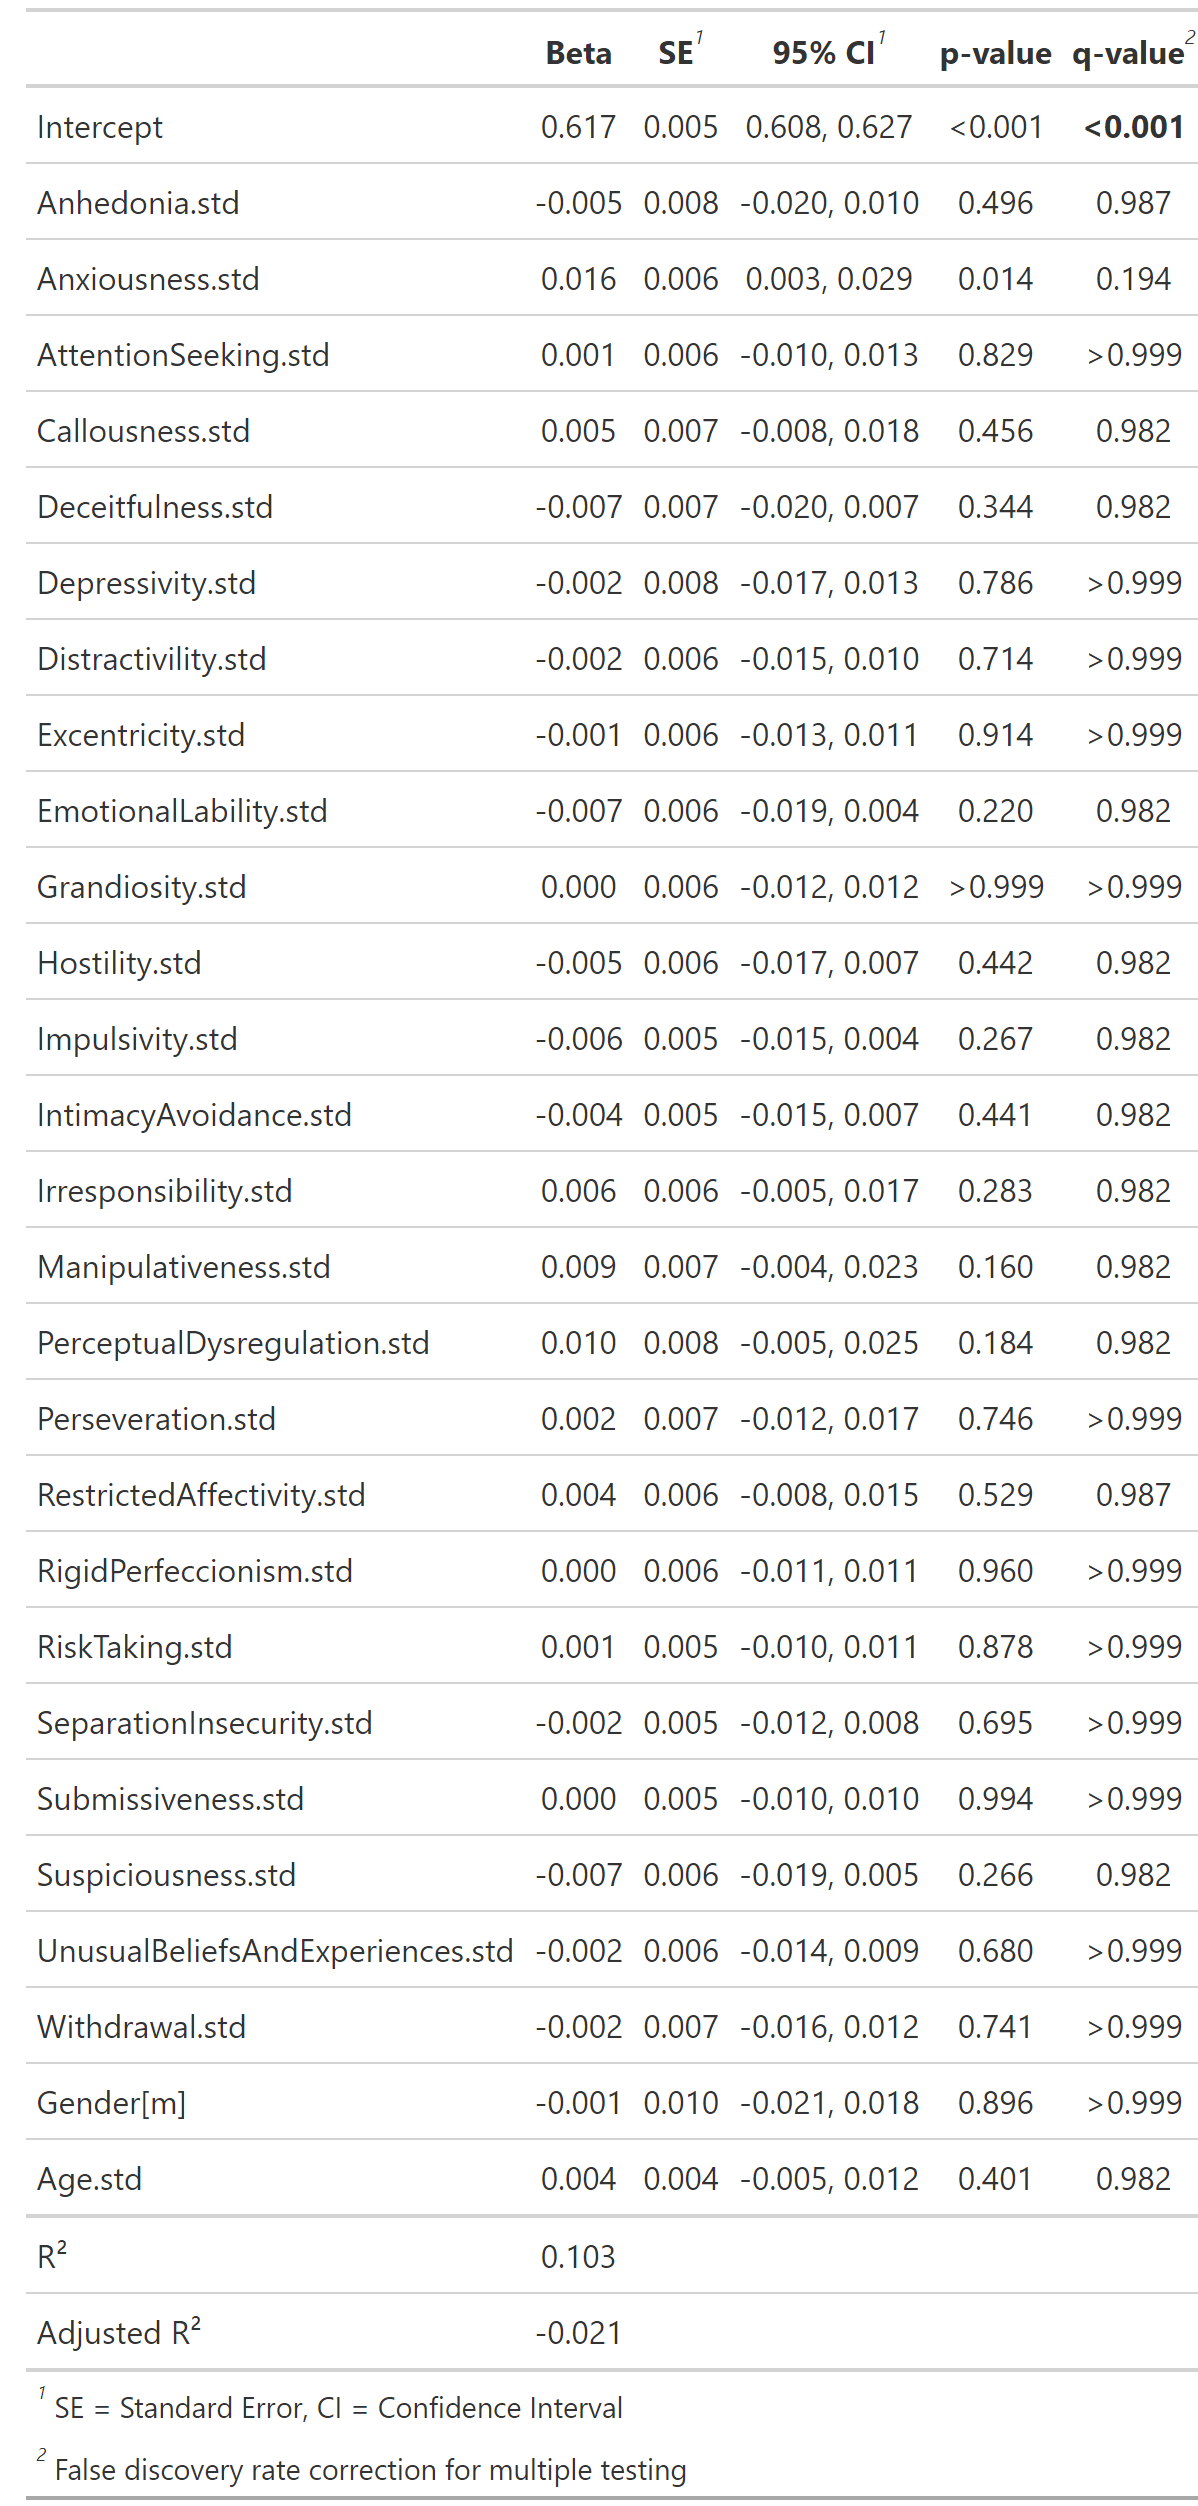 Beta SE¹ 95% CI¹ p-value q-value²
Intercept 0.617 0.005 0.608, 0.627 <0.001 <0.001
Anhedonia.std -0.005 0.008 -0.020, 0.010 0.496 0.987
Anxiousness.std 0.016 0.006 0.003, 0.029 0.014 0.194
AttentionSeeking.std 0.001 0.006 -0.010, 0.013 0.829 >0.999
Callousness.std 0.005 0.007 -0.008, 0.018 0.456 0.982
Deceitfulness.std -0.007 0.007 -0.020, 0.007 0.344 0.982
Depressivity.std -0.002 0.008 -0.017, 0.013 0.786 >0.999
Distractivility.std -0.002 0.006 -0.015, 0.010 0.714 >0.999
Excentricity.std -0.001 0.006 -0.013, 0.011 0.914 >0.999
EmotionalLability.std -0.007 0.006 -0.019, 0.004 0.220 0.982
Grandiosity.std 0.000 0.006 -0.012, 0.012 >0.999 >0.999
Hostility.std -0.005 0.006 -0.017, 0.007 0.442 0.982
Impulsivity.std -0.006 0.005 -0.015, 0.004 0.267 0.982
IntimacyAvoidance.std -0.004 0.005 -0.015, 0.007 0.441 0.982
Irresponsibility.std 0.006 0.006 -0.005, 0.017 0.283 0.982
Manipulativeness.std 0.009 0.007 -0.004, 0.023 0.160 0.982
PerceptualDysregulation.std 0.010 0.008 -0.005, 0.025 0.184 0.982
Perseveration.std 0.002 0.007 -0.012, 0.017 0.746 >0.999
RestrictedAffectivity.std 0.004 0.006 -0.008, 0.015 0.529 0.987
RigidPerfeccionism.std 0.000 0.006 -0.011, 0.011 0.960 >0.999
RiskTaking.std 0.001 0.005 -0.010, 0.011 0.878 >0.999
SeparationInsecurity.std -0.002 0.005 -0.012, 0.008 0.695 >0.999
Submissiveness.std 0.000 0.005 -0.010, 0.010 0.994 >0.999
Suspiciousness.std -0.007 0.006 -0.019, 0.005 0.266 0.982
UnusualBeliefsAndExperiences.std -0.002 0.006 -0.014, 0.009 0.680 >0.999
Withdrawal.std -0.002 0.007 -0.016, 0.012 0.741 >0.999
Gender[m] -0.001 0.010 -0.021, 0.018 0.896 >0.999
Age.std 0.004 0.004 -0.005, 0.012 0.401 0.982
R² 0.103
Adjusted R² -0.021
¹ SE = Standard Error, CI = Confidence Interval
² False discovery rate correction for multiple testing